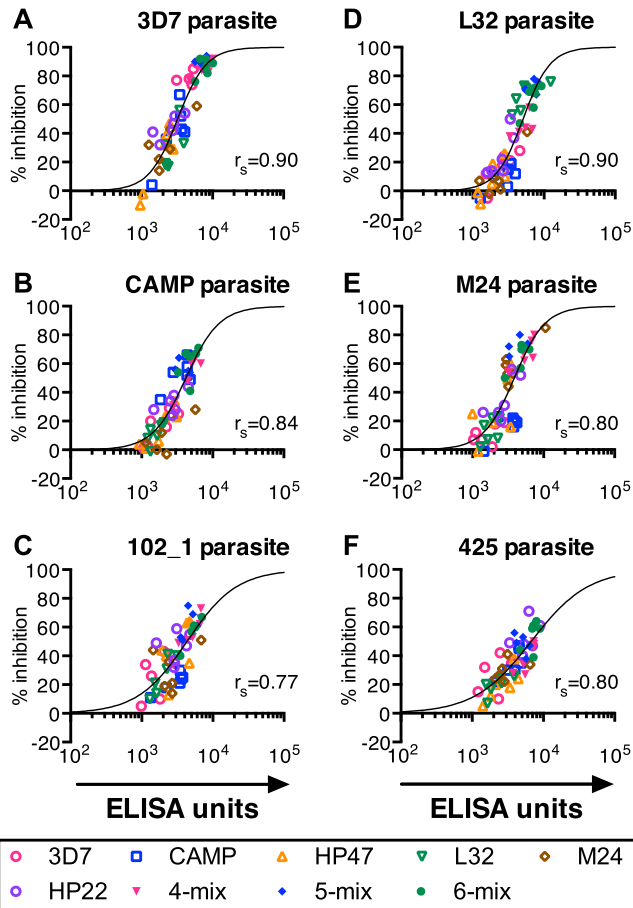 A 3D7 parasite
100
80
60
40
20
0
-20
% inhibition
rs=0.90
10^2 10^3 10^4 10^5
D L32 parasite
100
80
60
40
20
0
-20
% inhibition
rs=0.90
10^2 10^3 10^4 10^5
B CAMP parasite
100
80
60
40
20
0
-20
% inhibition
rs=0.84
10^2 10^3 10^4 10^5
E M24 parasite
100
80
60
40
20
0
-20
% inhibition
rs=0.80
10^2 10^3 10^4 10^5
C 102_1 parasite
100
80
60
40
20
0
-20
% inhibition
rs=0.77
10^2 10^3 10^4 10^5
ELISA units
F 425 parasite
100
80
60
40
20
0
-20
% inhibition
rs=0.80
10^2 10^3 10^4 10^5
ELISA units
3D7 CAMP HP47 L32 M24
HP22 4-mix 5-mix 6-mix